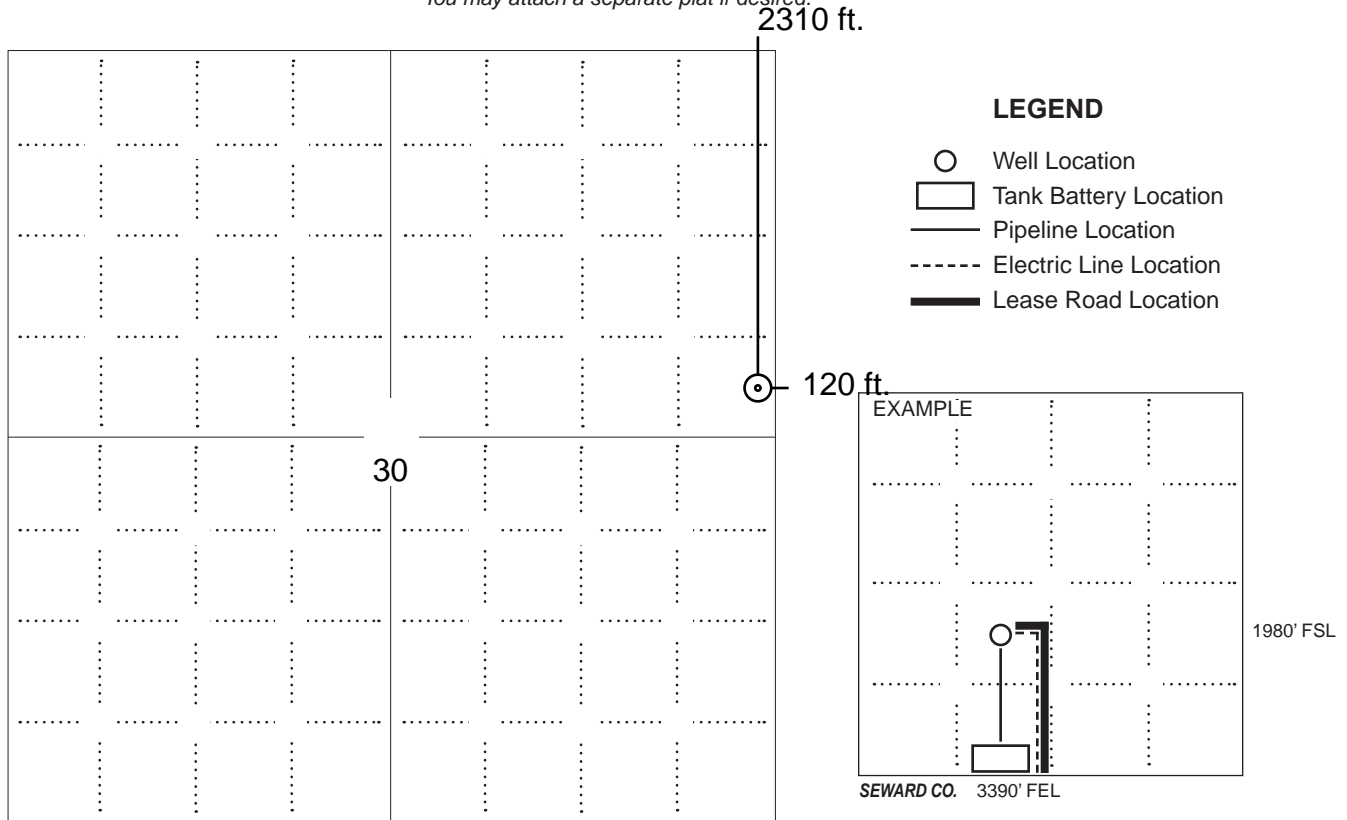 You may attach a separate plat if desired.
2310 ft.
LEGEND
Well Location
Tank Battery Location
Pipeline Location
Electric Line Location
Lease Road Location
120 ft.
EXAMPLE
30
1980' FSL
SEWARD CO. 3390' FEL